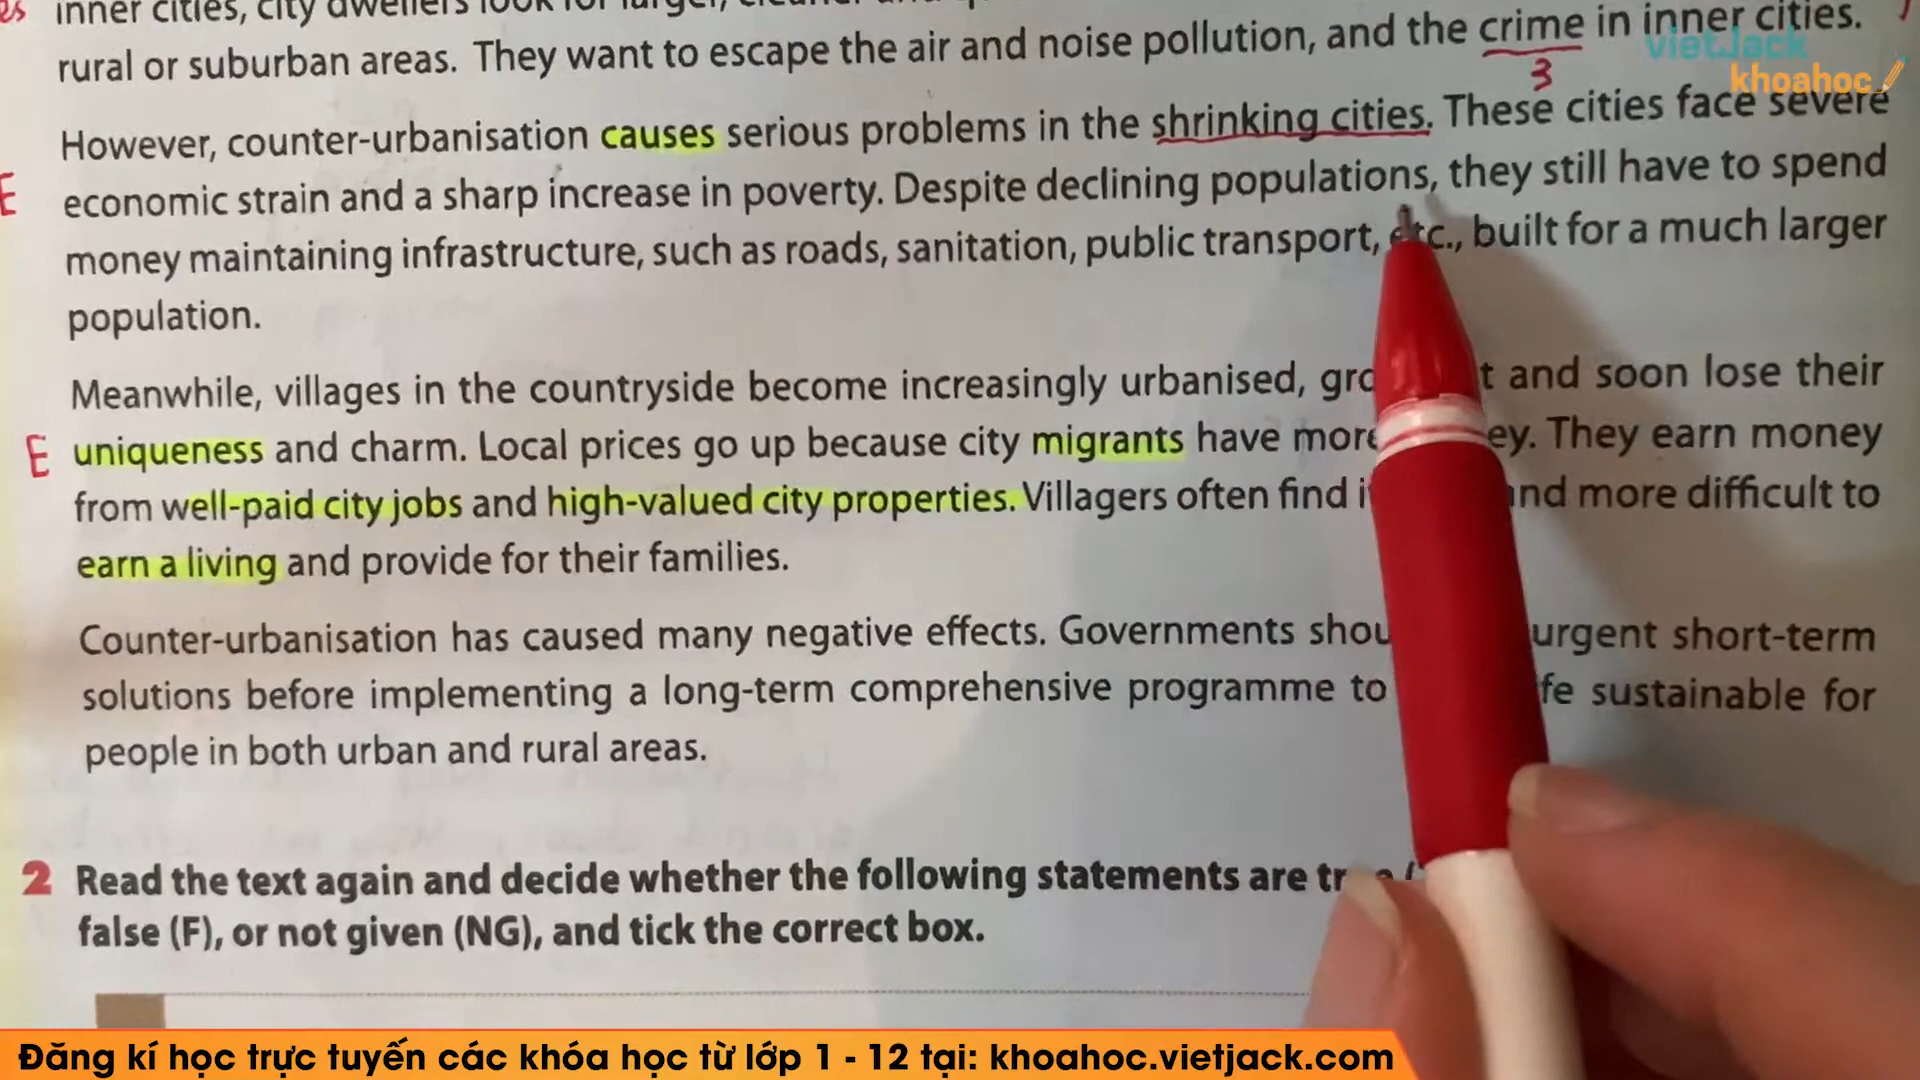 es inner cities, city dwellers look for larger, cleaner and
rural or suburban areas. They want to escape the air and noise pollution, and the crime in inner cities.
vietJack
3
khoahoc
However, counter-urbanisation causes serious problems in the shrinking cities. These cities face severe
E economic strain and a sharp increase in poverty. Despite declining populations, they still have to spend
money maintaining infrastructure, such as roads, sanitation, public transport, etc., built for a much larger
population.
Meanwhile, villages in the countryside become increasingly urbanised, and soon lose their
E uniqueness and charm. Local prices go up because city migrants have more They earn money
from well-paid city jobs and high-valued city properties. Villagers often find and more difficult to
earn a living and provide for their families.
Counter-urbanisation has caused many negative effects. Governments urgent short-term
solutions before implementing a long-term comprehensive programme to sustainable for
people in both urban and rural areas.
2 Read the text again and decide whether the following statements are
false (F), or not given (NG), and tick the correct box.
Đăng kí học trực tuyến các khóa học từ lớp 1 - 12 tại: khoahoc.vietjack.com